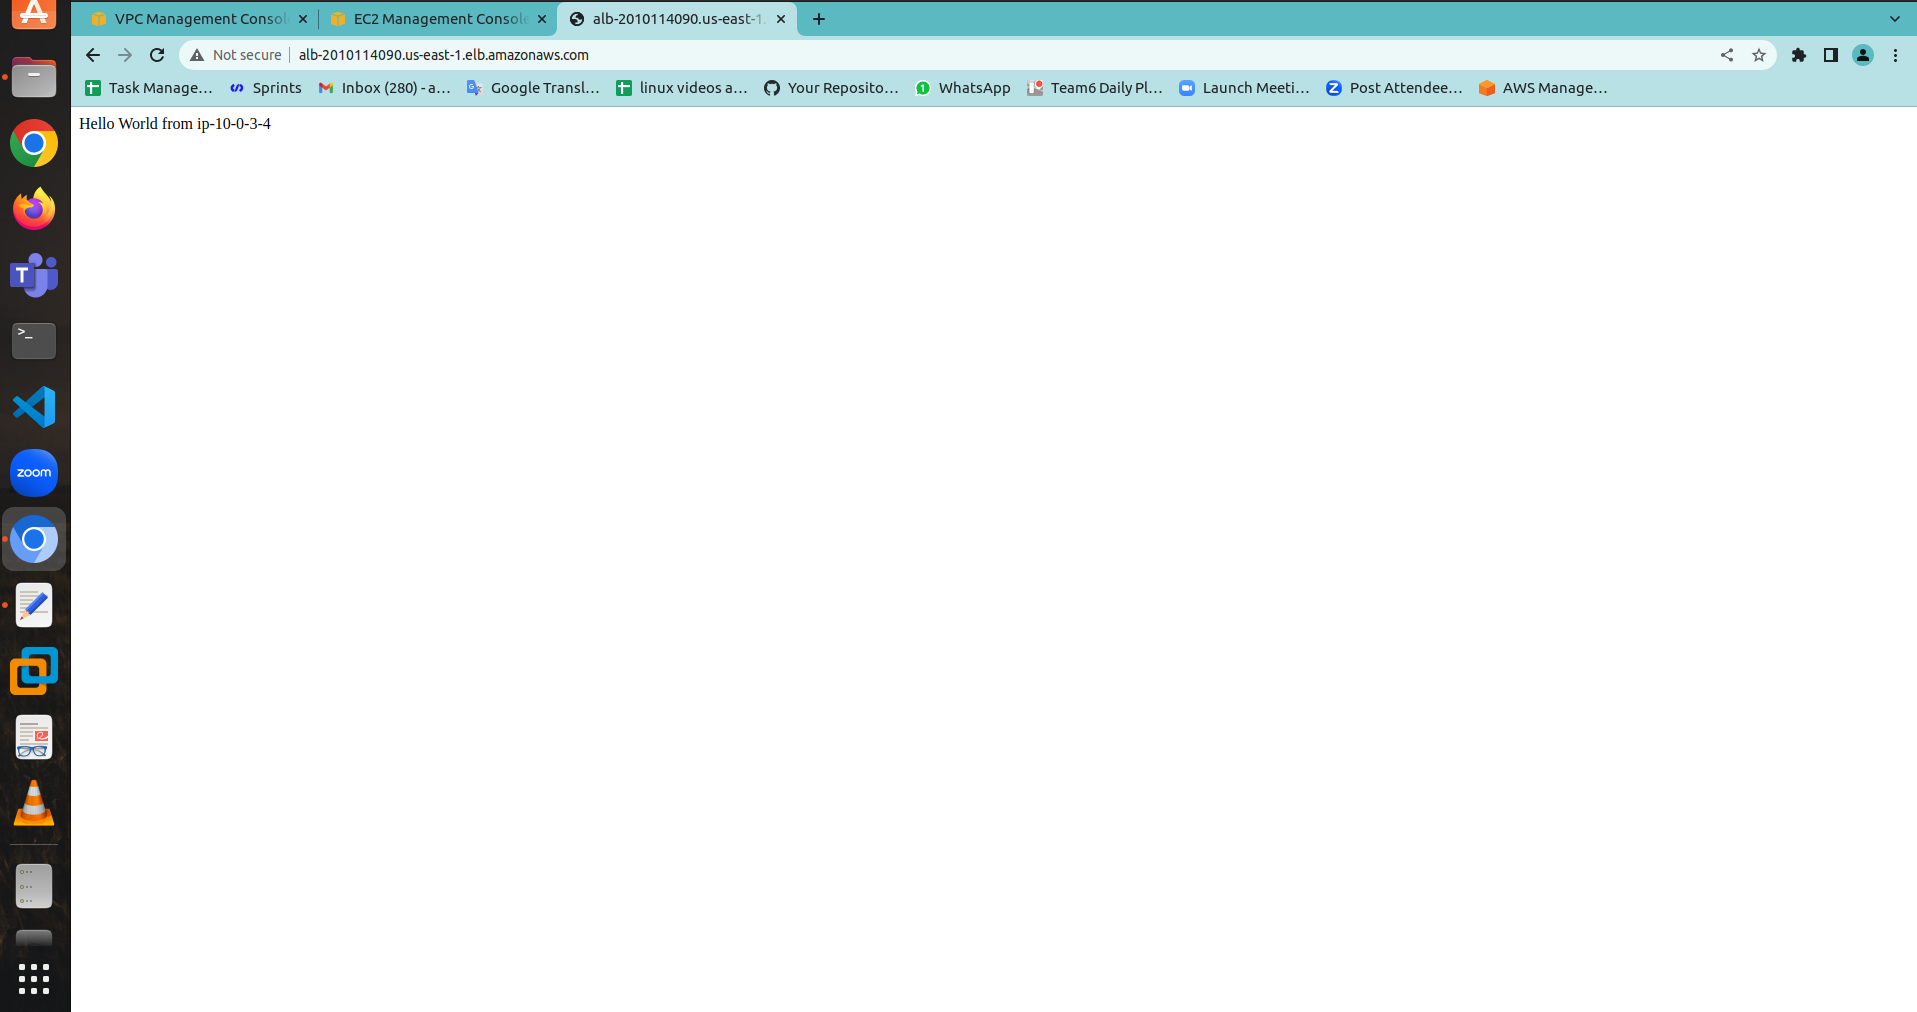 VPC Management Consol
EC2 Management Console
alb-2010114090.us-east-1.
Not secure
alb-2010114090.us-east-1.elb.amazonaws.com
Task Manage...
Sprints
Inbox (280) - a...
Google Transl...
linux videos a...
Your Reposito...
WhatsApp
Team6 Daily Pl...
Launch Meeti...
Post Attendee...
AWS Manage...
Hello World from ip-10-0-3-4
T
>_
zoom